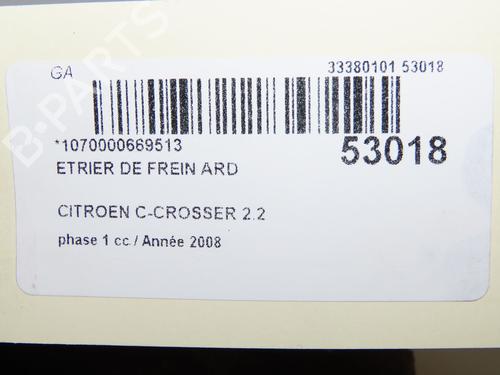 GA
33380101 53018
*1070000669513
53018
ETRIER DE FREIN ARD
CITROEN C-CROSSER 2.2
phase 1 cc / Année 2008
B-PARTS